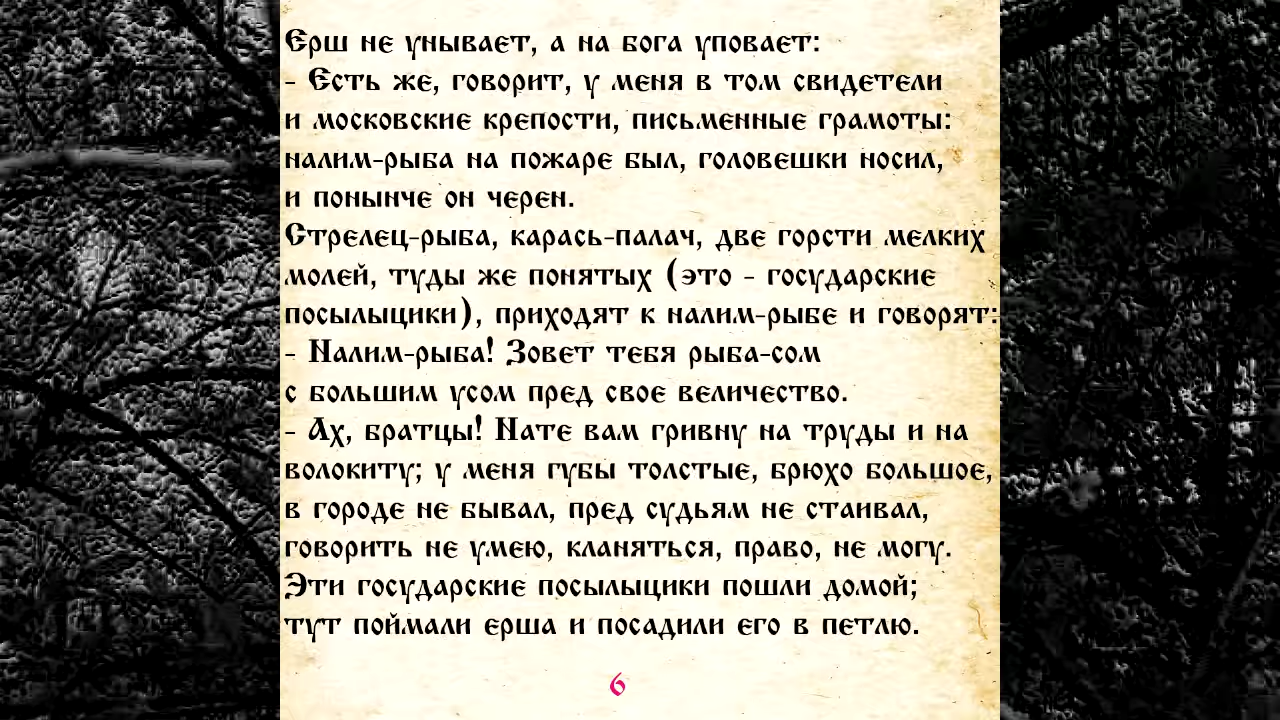 Ерш не унывает, а на бога уповает:
- Есть же, говорит, у меня в том свидетели
и московские крепости, письменные грамоты:
налим-рыба на пожаре был, головешки носил,
и понынче он черен.
Стрелец-рыба, карась-палач, две горсти мелких
молей, туды же понятых (это - государские
посылыцики), приходят к налим-рыбе и говорят:
- Налим-рыба! Зовет тебя рыба-сом
с большим усом пред свое величество.
- Ах, братцы! Нате вам гривну на труды и на
волокиту; у меня губы толстые, брюхо большое,
в городе не бывал, пред судьям не стаивал,
говорить не умею, кланяться, право, не могу.
Эти государские посылыцики пошли домой;
тут поймали ерша и посадили его в петлю.
6